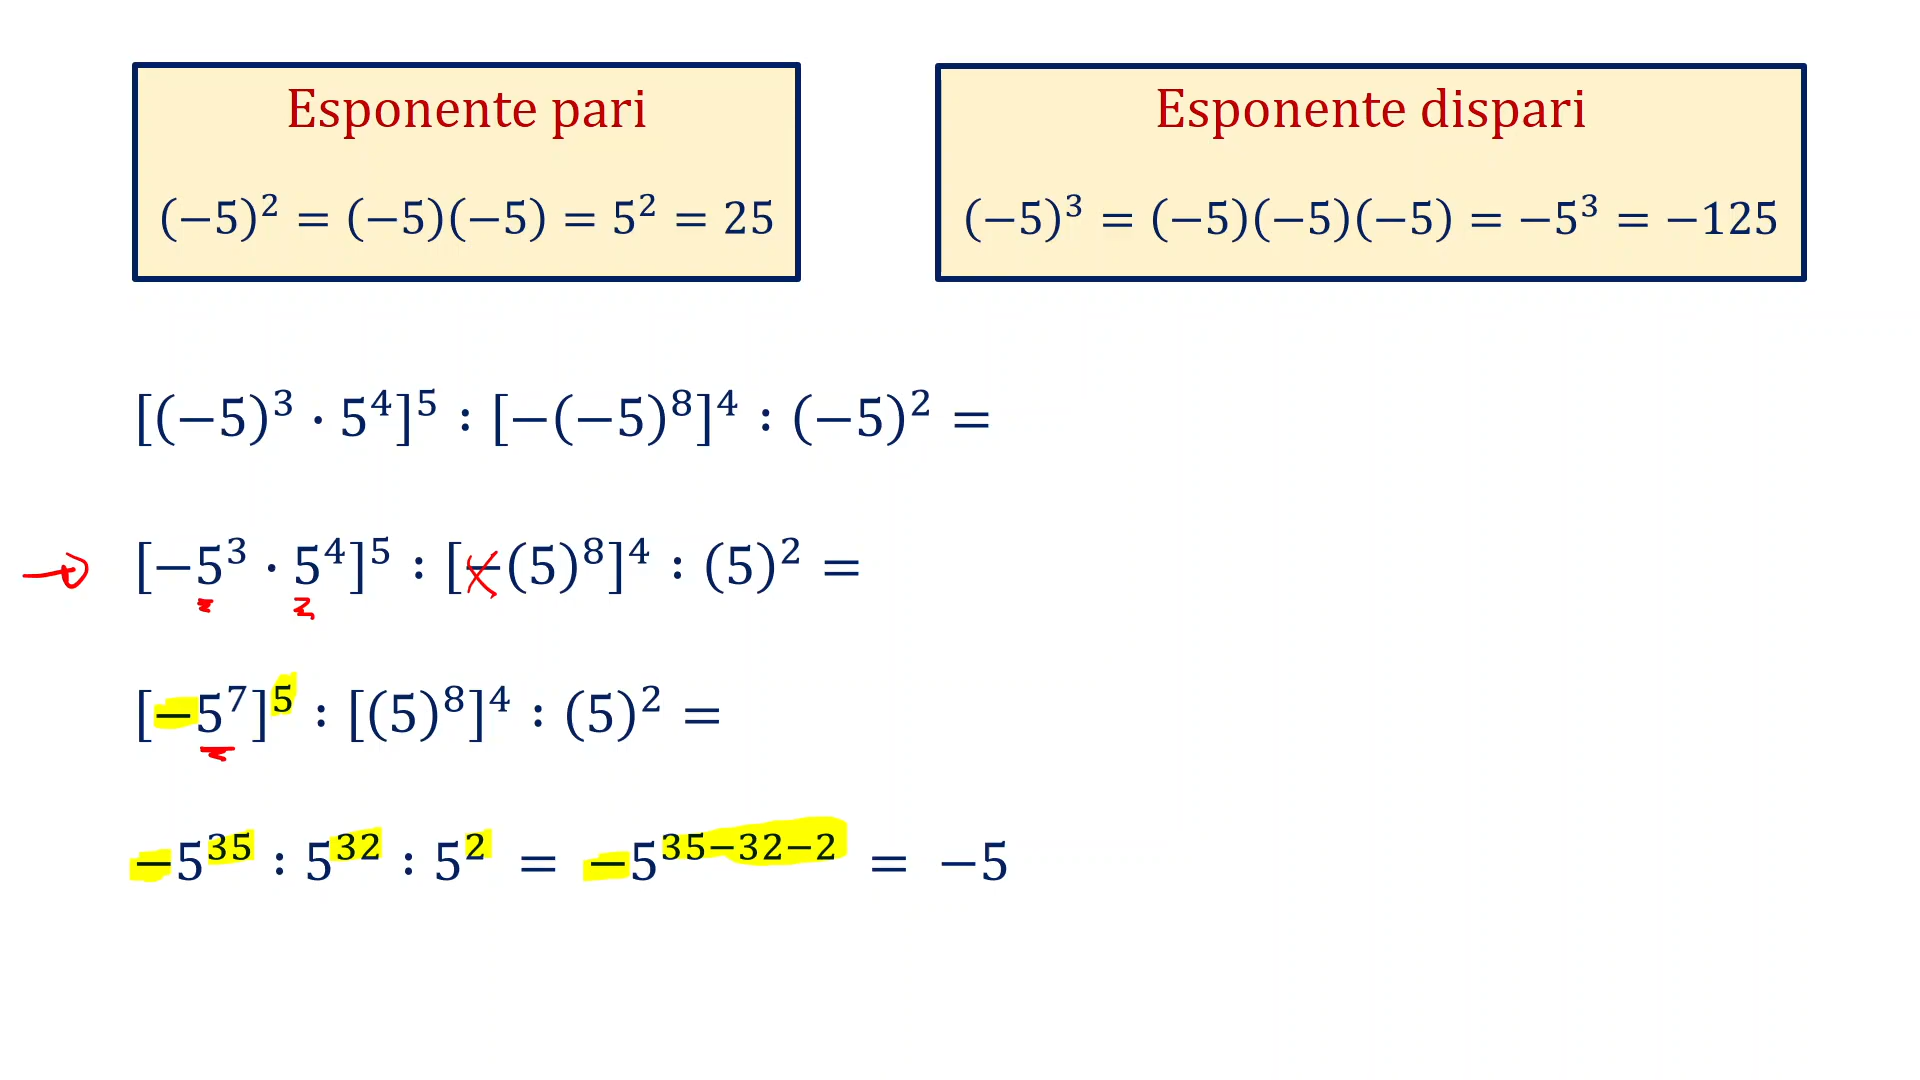 Esponente pari
(−5)² = (−5)(−5) = 5² = 25
Esponente dispari
(−5)³ = (−5)(−5)(−5) = −5³ = −125
[(−5)³ · 5⁴]⁵ : [−(−5)⁸]⁴ : (−5)² =
[−5³ · 5⁴]⁵ : [−(5)⁸]⁴ : (5)² =
[−5⁷]⁵ : [(5)⁸]⁴ : (5)² =
−5³⁵ : 5³² : 5² = −5³⁵⁻³²⁻² = −5